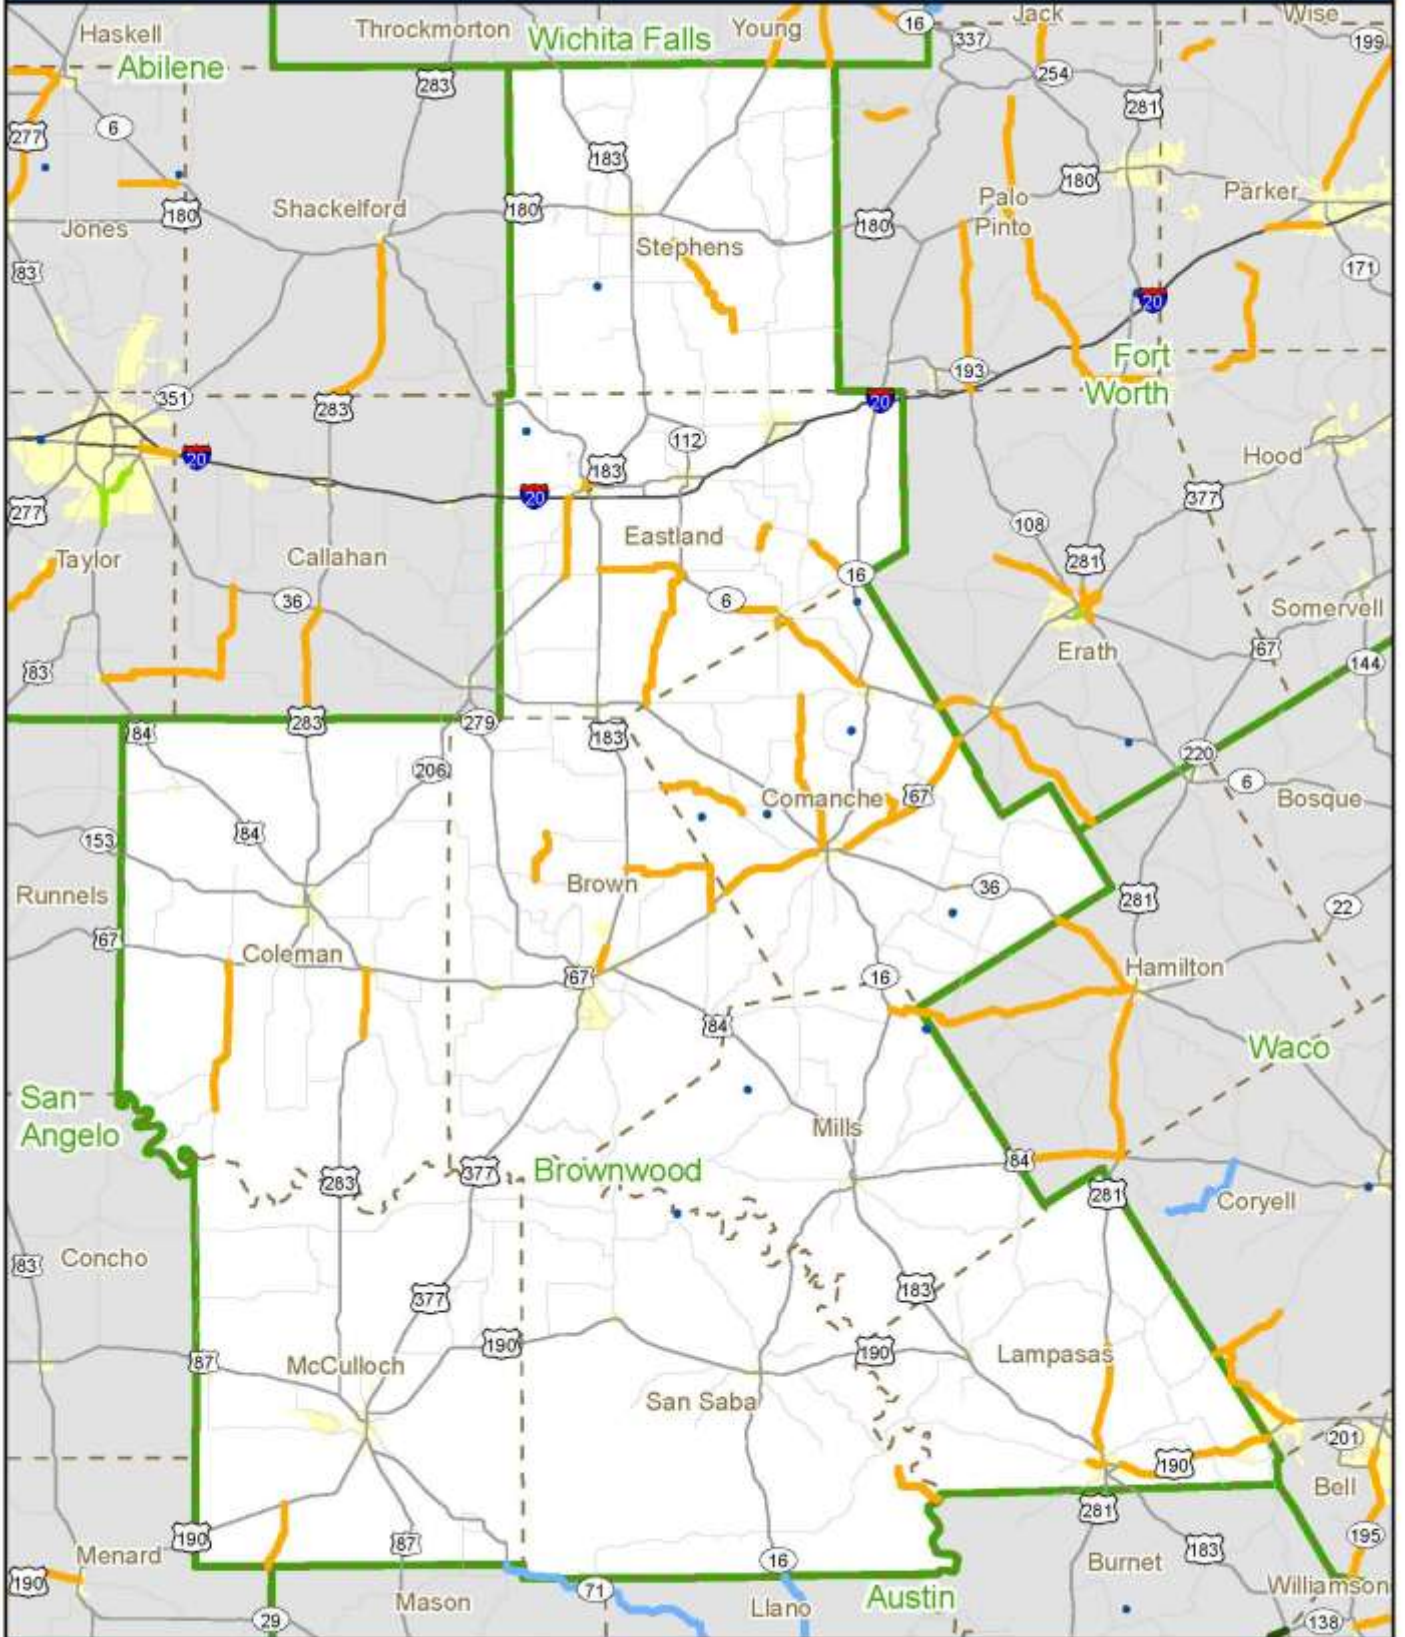 Haskell
Throckmorton
Wichita Falls
Young
16
Jack
Wise
337
199
Abilene
283
254
281
277
6
183
180
180
Shackelford
180
Palo
Pinto
Parker
Jones
180
Stephens
83
171
20
Fort
Worth
193
351
283
20
112
Hood
20
183
20
377
277
108
Eastland
Taylor
Callahan
281
16
36
6
Somervell
Erath
67
83
144
84
283
279
183
220
206
6
Comanche
67
Bosque
153
84
Runnels
Brown
36
281
22
67
Coleman
67
16
Hamilton
84
Waco
San
Angelo
Mills
84
283
377
Brownwood
281
Coryell
83
Concho
183
377
190
190
87
McCulloch
Lampasas
San Saba
201
190
Bell
281
190
87
183
195
Menard
16
Burnet
190
71
Williamson
Mason
Llano
Austin
29
138